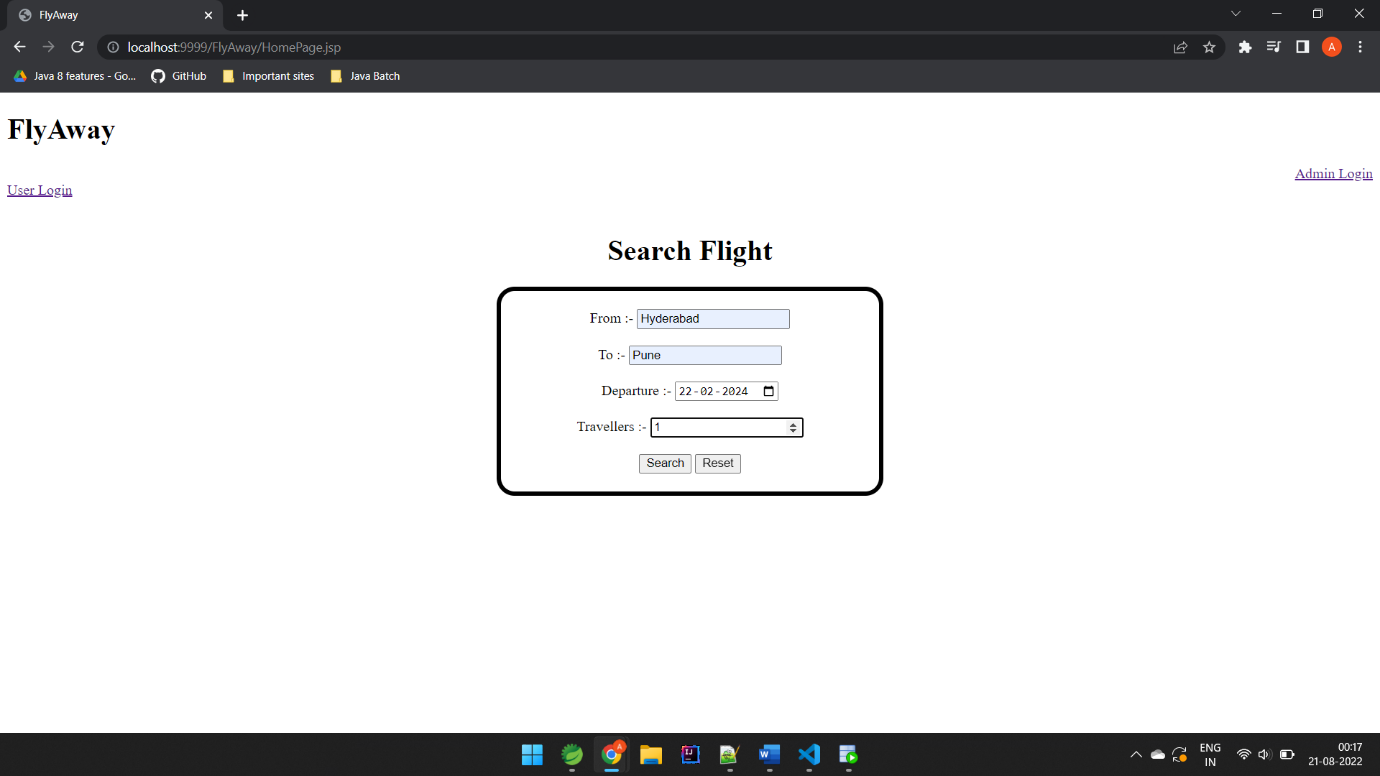 FlyAway
localhost:9999/FlyAway/HomePage.jsp
A
Java 8 features - Go...
GitHub
Important sites
Java Batch
FlyAway
Admin Login
User Login
Search Flight
From :- Hyderabad
To :- Pune
Departure :- 22-02-2024
Travellers :- 1
Search Reset
A
IJ
W
ENG
IN
00:17
21-08-2022